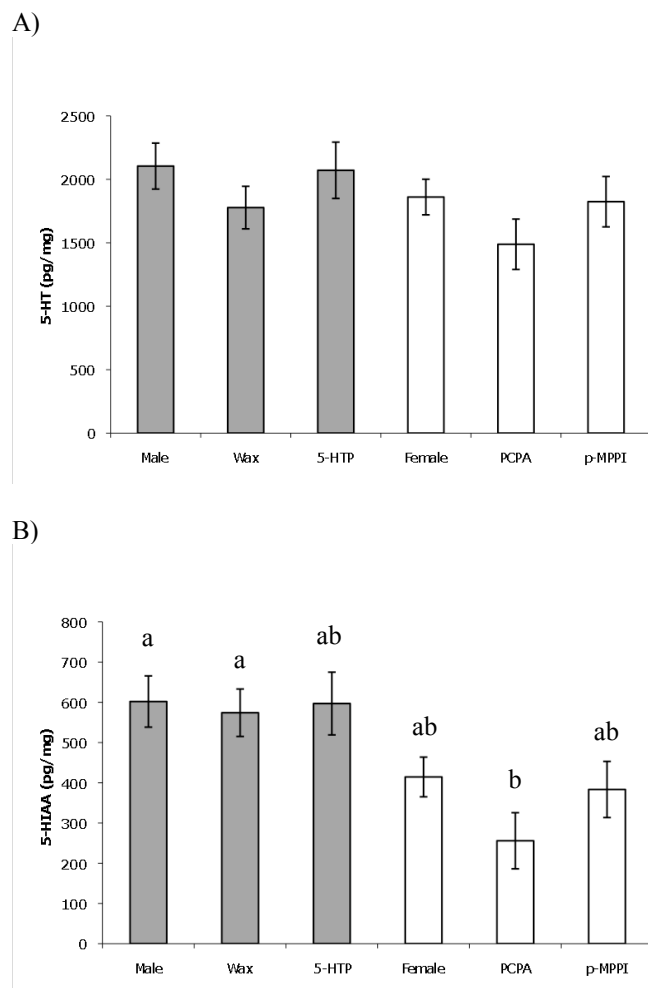 A)
2500
2000
1500
1000
500
0
5-HT (pg/mg)
Male Wax 5-HTP Female PCPA p-MPPI
B)
800
700
600
500
400
300
200
100
0
5-HIAA (pg/mg)
a a ab ab b ab
Male Wax 5-HTP Female PCPA p-MPPI